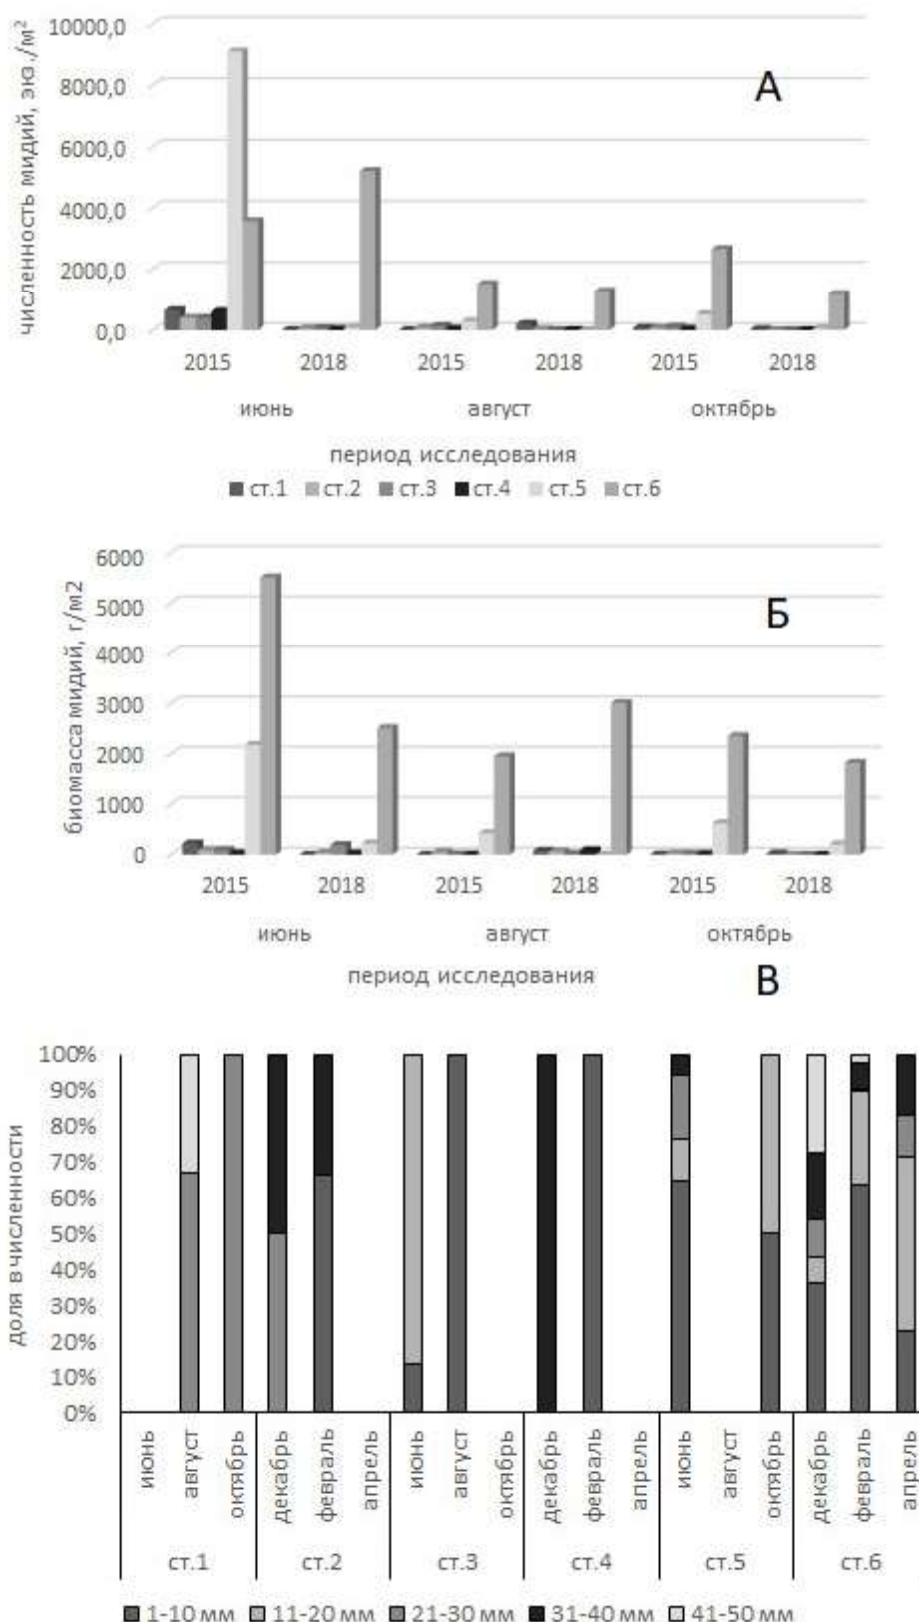 А
численность мидий, экз./м²
10000,0
8000,0
6000,0
4000,0
2000,0
0,0
2015 2018 2015 2018 2015 2018
июнь август октябрь
период исследования
ст.1 ст.2 ст.3 ст.4 ст.5 ст.6
Б
биомасса мидий, г/м2
6000
5000
4000
3000
2000
1000
0
2015 2018 2015 2018 2015 2018
июнь август октябрь
период исследования
В
доля в численности
100%
90%
80%
70%
60%
50%
40%
30%
20%
10%
0%
июнь август октябрь декабрь февраль апрель июнь август октябрь декабрь февраль апрель июнь август октябрь декабрь февраль апрель
ст.1 ст.2 ст.3 ст.4 ст.5 ст.6
1-10 мм 11-20 мм 21-30 мм 31-40 мм 41-50 мм